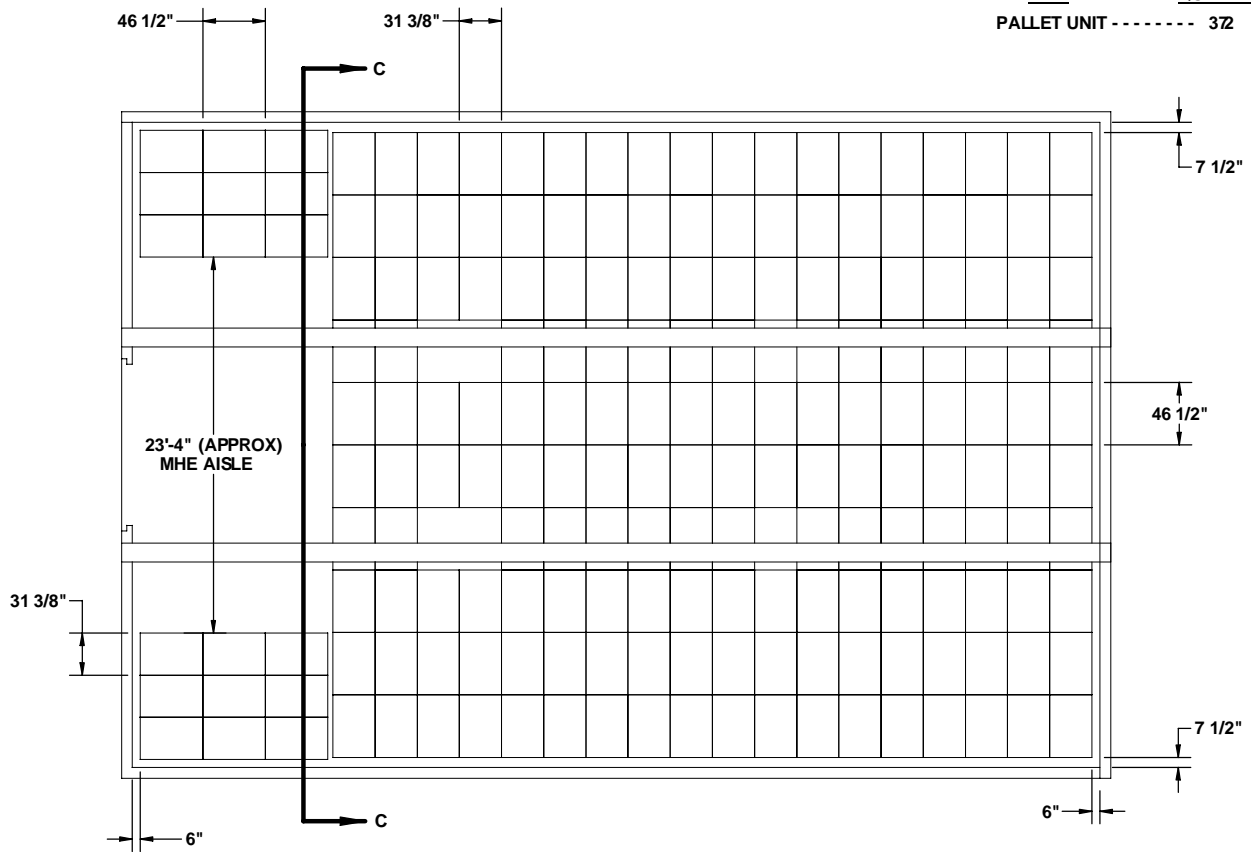 46 1/2"
31 3/8"
PALLET UNIT - - - - - - - - 372
C
7 1/2"
46 1/2"
23'-4" (APPROX)
MHE AISLE
31 3/8"
7 1/2"
6"
C
6"